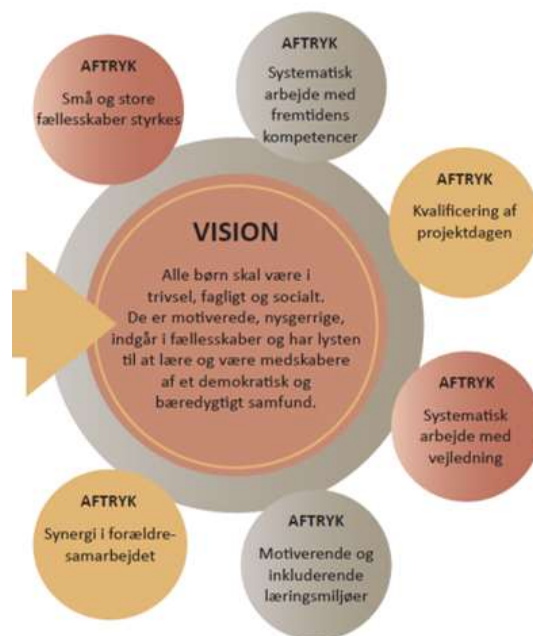 AFTRYK
Små og store
fællesskaber styrkes
AFTRYK
Systematisk
arbejde med
fremtidens
kompetencer
AFTRYK
Kvalificering af
projektdagen
VISION
Alle børn skal være i
trivsel, fagligt og socialt.
De er motiverede, nysgerrige,
indgår i fællesskaber og har lysten
til at lære og være medskabere
af et demokratisk og
bæredygtigt samfund.
AFTRYK
Systematisk
arbejde med
vejledning
AFTRYK
Synergi i forældre-
samarbejdet
AFTRYK
Motiverende og
inkluderende
læringsmiljøer